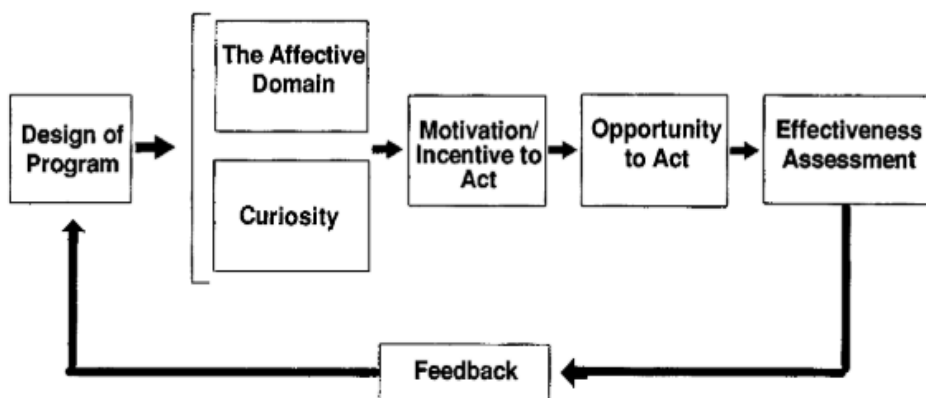 Design of
Program
The Affective
Domain
Curiosity
Motivation/
Incentive to
Act
Opportunity
to Act
Effectiveness
Assessment
Feedback